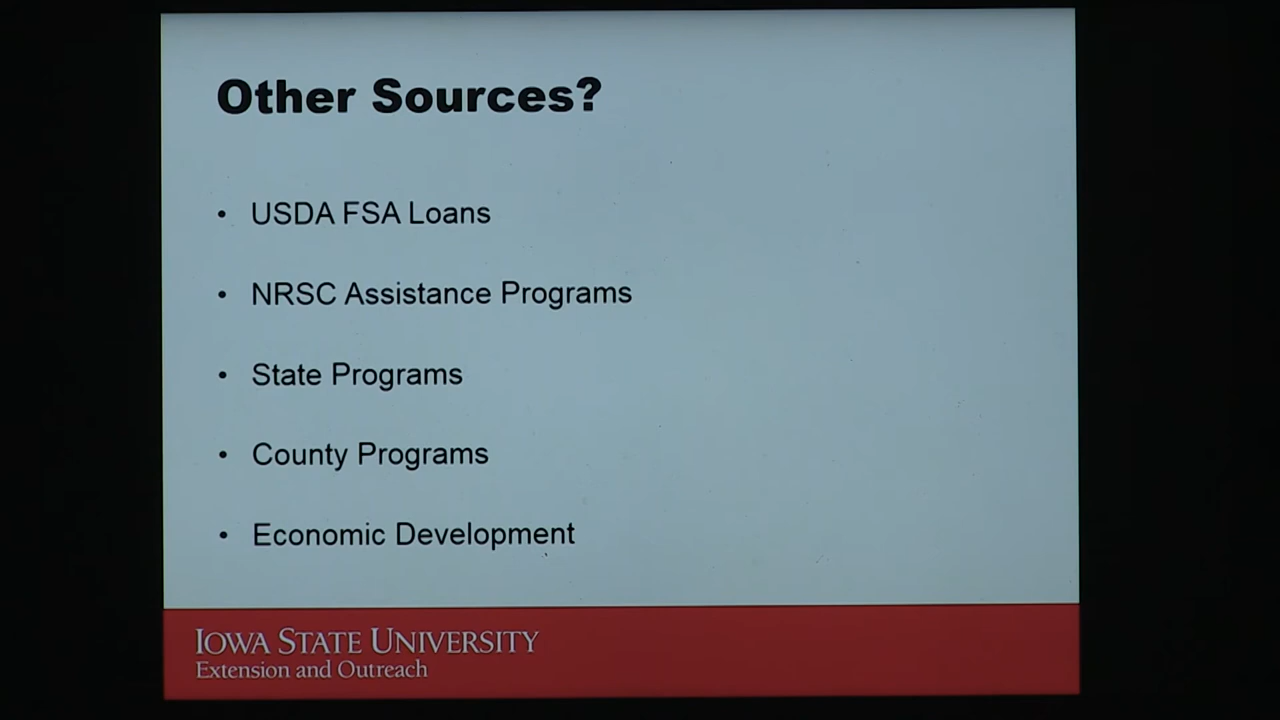 Other Sources?
• USDA FSA Loans
• NRSC Assistance Programs
• State Programs
• County Programs
• Economic Development
IOWA STATE UNIVERSITY
Extension and Outreach